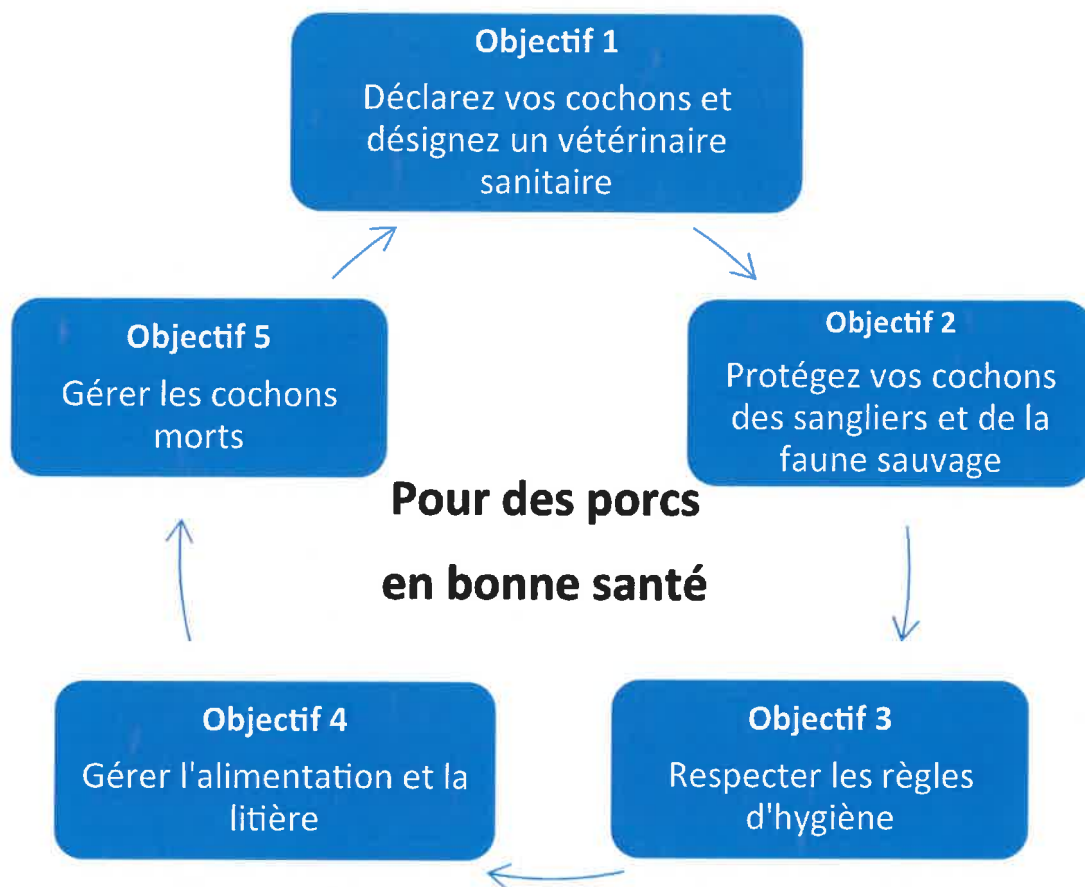 Objectif 1
Déclarez vos cochons et
désignez un vétérinaire
sanitaire
Objectif 2
Protégez vos cochons
des sangliers et de la
faune sauvage
Objectif 3
Respecter les règles
d'hygiène
Objectif 4
Gérer l'alimentation et la
litière
Objectif 5
Gérer les cochons
morts
Pour des porcs
en bonne santé